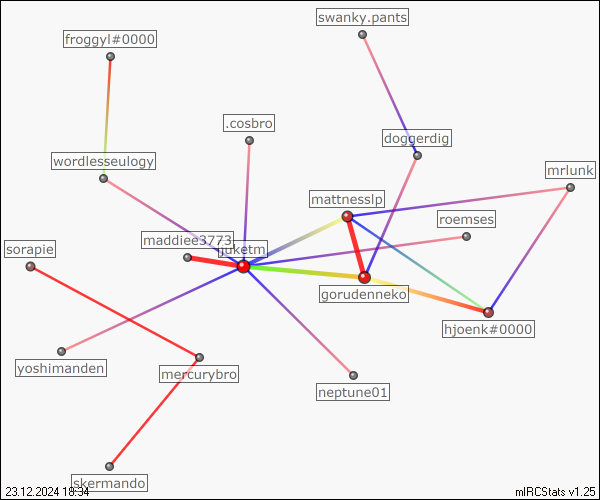 swanky.pants
froggyl#0000
.cosbro
doggerdig
wordlesseulogy
mrlunk
mattnesslp
roemses
maddiee3773
juketm
sorapie
gorudenneko
hjoenk#0000
yoshimanden
mercurybro
neptune01
skermando
23.12.2024 18:34
mIRCStats v1.25